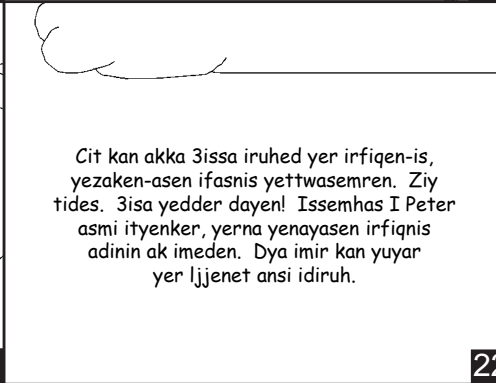 Cit kan akka 3issa iruhed yer irfiqen-is,
yezaken-asen ifasnis yettwasemren. Ziy
tides. 3isa yedder dayen! Issemhas I Peter
asmi ityenker, yerna yenayasen irfiqnis
adinin ak imeden. Dya imir kan yuyar
yer ljjenet ansi idiruh.